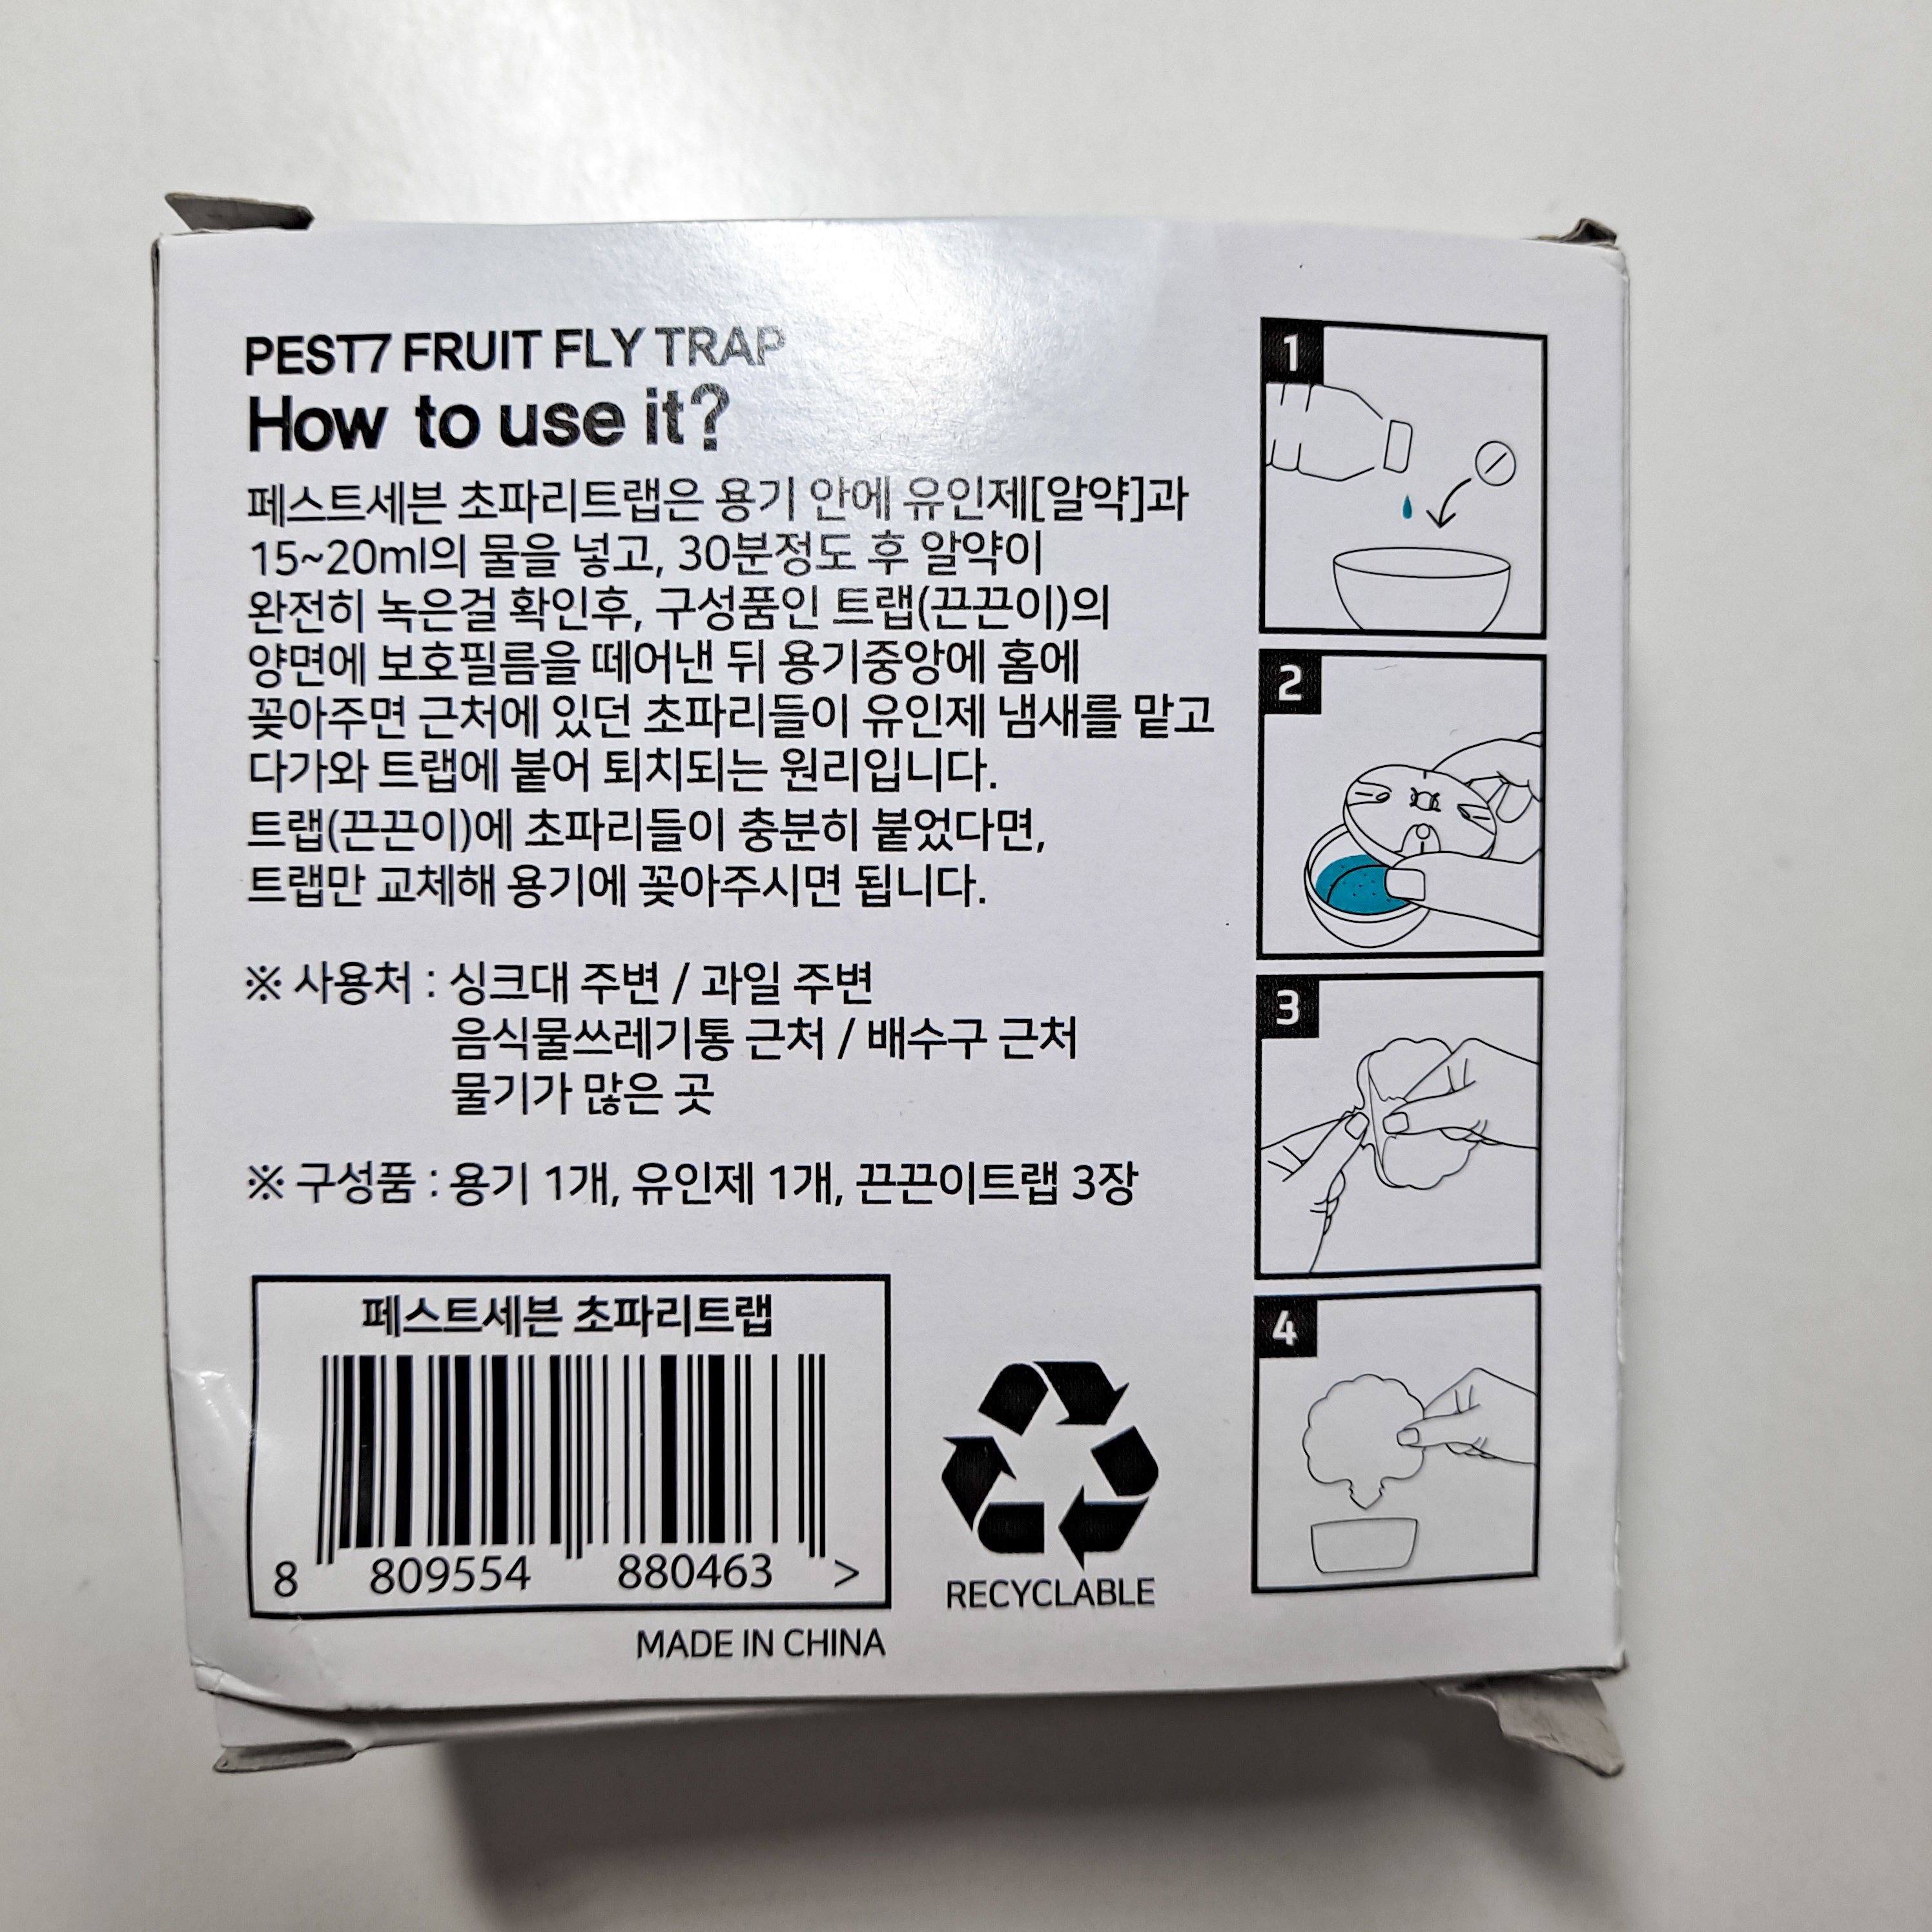 PEST7 FRUIT FLY TRAP
How to use it?
페스트세븐 초파리트랩은 용기 안에 유인제[알약]과
15~20ml의 물을 넣고, 30분정도 후 알약이
완전히 녹은걸 확인후, 구성품인 트랩(끈끈이)의
양면에 보호필름을 떼어낸 뒤 용기중앙에 홈에
꽂아주면 근처에 있던 초파리들이 유인제 냄새를 맡고
다가와 트랩에 붙어 퇴치되는 원리입니다.
트랩(끈끈이)에 초파리들이 충분히 붙었다면,
트랩만 교체해 용기에 꽂아주시면 됩니다.
※ 사용처 : 싱크대 주변 / 과일 주변
음식물쓰레기통 근처 / 배수구 근처
물기가 많은 곳
※ 구성품 : 용기 1개, 유인제 1개, 끈끈이트랩 3장
페스트세븐 초파리트랩
8 809554 880463 >
MADE IN CHINA
RECYCLABLE
1
2
3
4